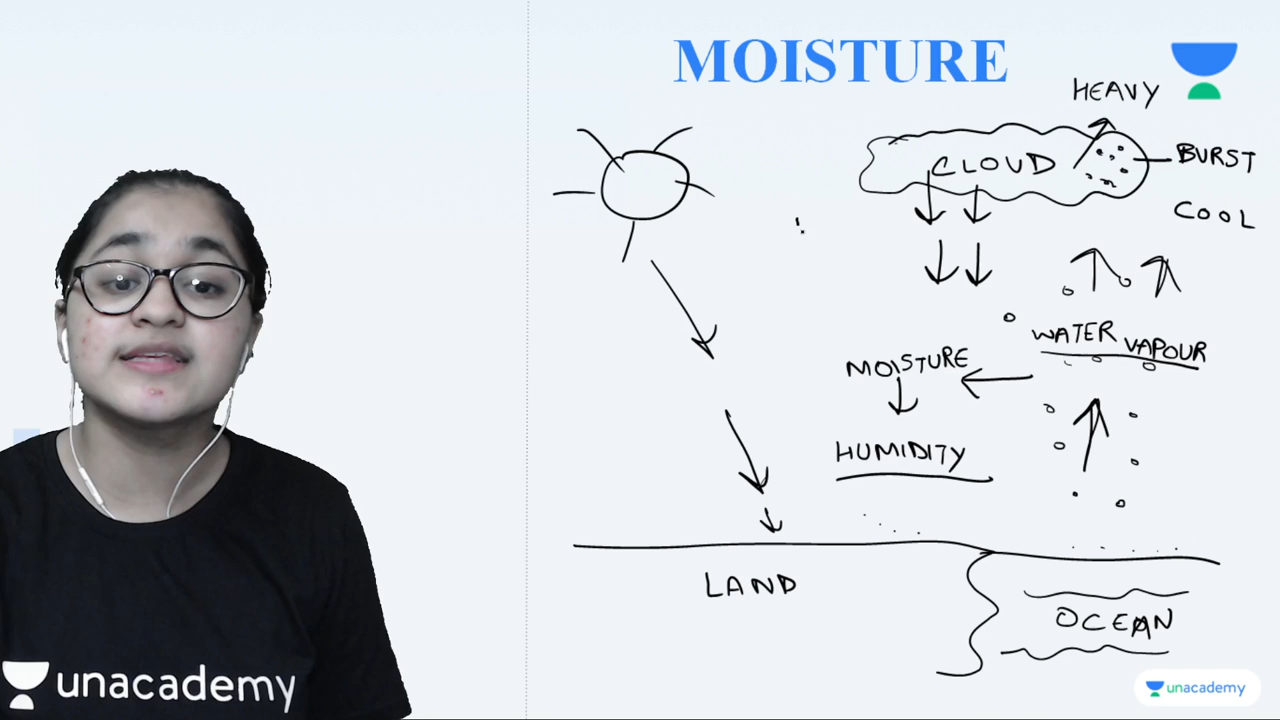 MOISTURE
HEAVY
CLOUD
BURST
COOL
WATER VAPOUR
MOISTURE
HUMIDITY
LAND
OCEAN
unacademy
unacademy